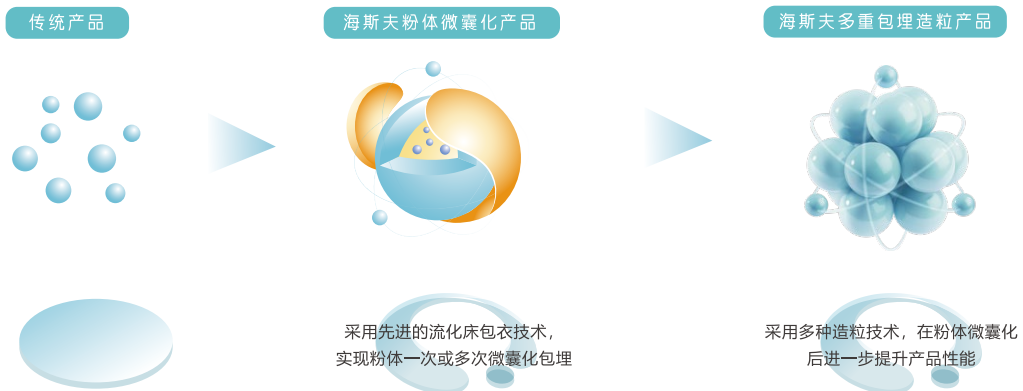 传统产品
海斯夫粉体微囊化产品
海斯夫多重包埋造粒产品
采用先进的流化床包衣技术，
实现粉体一次或多次微囊化包埋
采用多种造粒技术，在粉体微囊化
后进一步提升产品性能